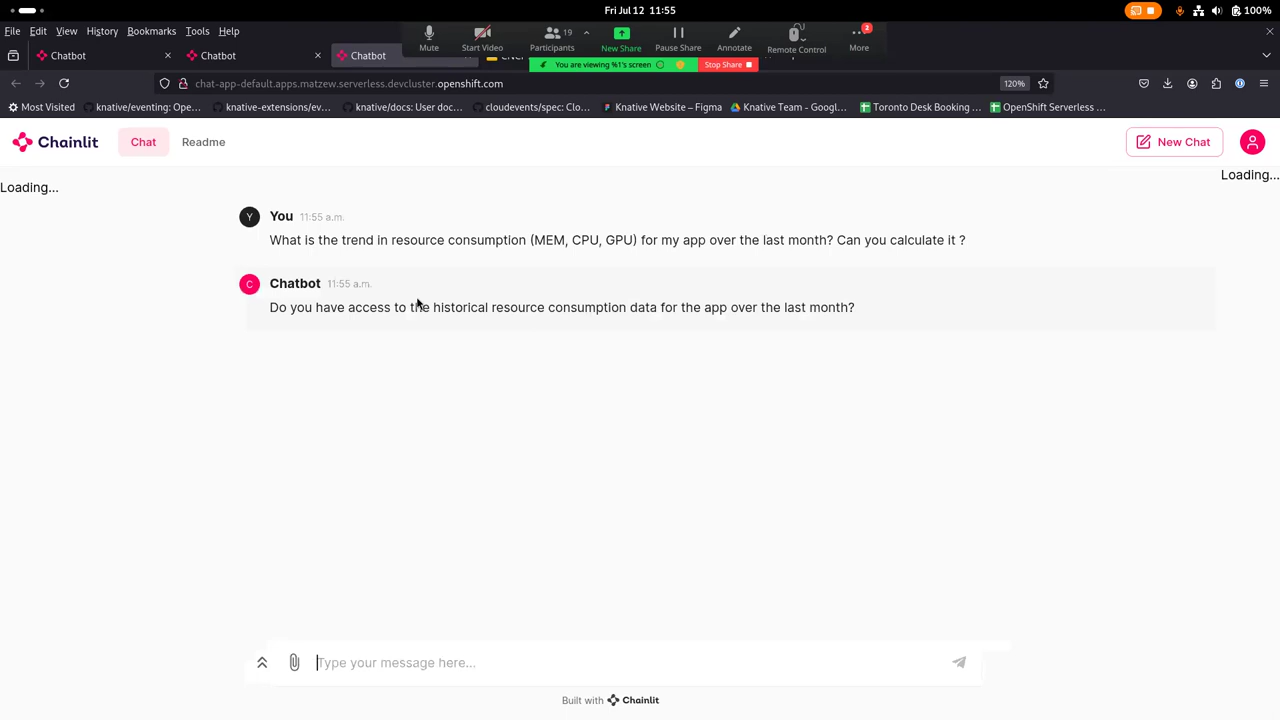 Fri Jul 12 11:55
100%
File Edit View History Bookmarks Tools Help
Mute Start Video Participants 19 New Share Pause Share Annotate Remote Control More 2
Chatbot Chatbot Chatbot
You are viewing %1's screen Stop Share
chat-app-default.apps.matzew.serverless.devcluster.openshift.com 120%
Most Visited knative/eventing: Ope... knative-extensions/ev... knative/docs: User doc... cloudevents/spec: Clo... Knative Website – Figma Knative Team - Googl... Toronto Desk Booking ... OpenShift Serverless ...
Chainlit Chat Readme New Chat
Loading...
Loading...
Y You 11:55 a.m.
What is the trend in resource consumption (MEM, CPU, GPU) for my app over the last month? Can you calculate it ?
C Chatbot 11:55 a.m.
Do you have access to the historical resource consumption data for the app over the last month?
Type your message here...
Built with Chainlit